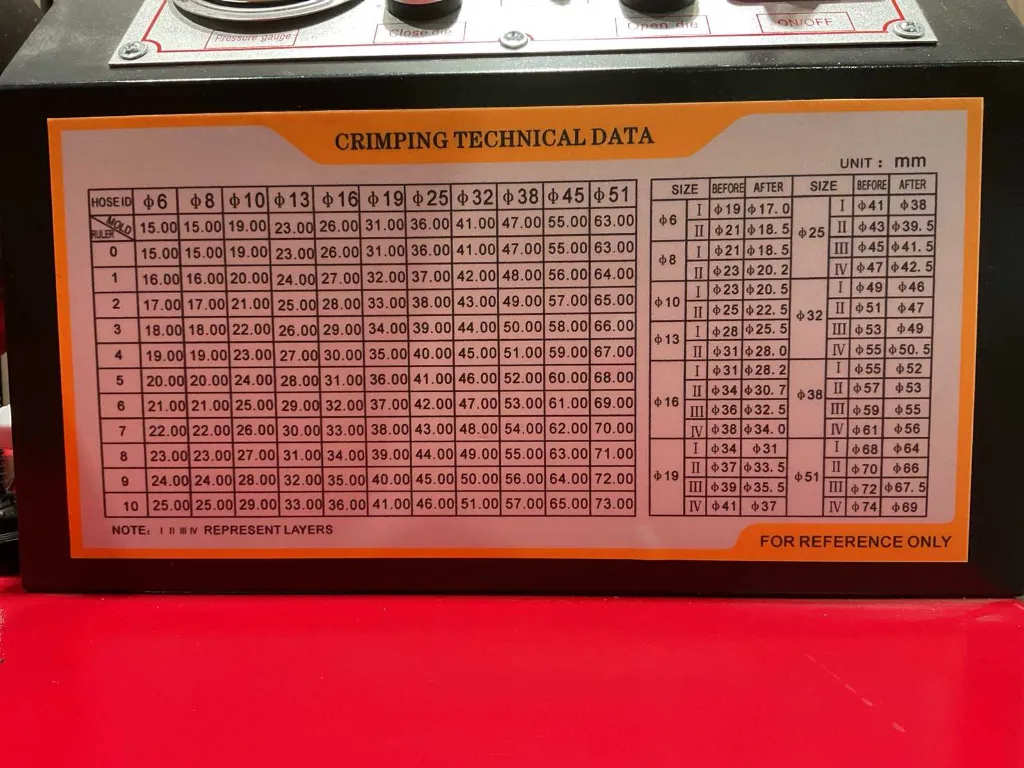 Pressure gauge Close die Open die ON/OFF
CRIMPING TECHNICAL DATA
UNIT : mm
HOSE ID ϕ6 ϕ8 ϕ10 ϕ13 ϕ16 ϕ19 ϕ25 ϕ32 ϕ38 ϕ45 ϕ51
RULER MOLD 15.00 15.00 19.00 23.00 26.00 31.00 36.00 41.00 47.00 55.00 63.00
0 15.00 15.00 19.00 23.00 26.00 31.00 36.00 41.00 47.00 55.00 63.00
1 16.00 16.00 20.00 24.00 27.00 32.00 37.00 42.00 48.00 56.00 64.00
2 17.00 17.00 21.00 25.00 28.00 33.00 38.00 43.00 49.00 57.00 65.00
3 18.00 18.00 22.00 26.00 29.00 34.00 39.00 44.00 50.00 58.00 66.00
4 19.00 19.00 23.00 27.00 30.00 35.00 40.00 45.00 51.00 59.00 67.00
5 20.00 20.00 24.00 28.00 31.00 36.00 41.00 46.00 52.00 60.00 68.00
6 21.00 21.00 25.00 29.00 32.00 37.00 42.00 47.00 53.00 61.00 69.00
7 22.00 22.00 26.00 30.00 33.00 38.00 43.00 48.00 54.00 62.00 70.00
8 23.00 23.00 27.00 31.00 34.00 39.00 44.00 49.00 55.00 63.00 71.00
9 24.00 24.00 28.00 32.00 35.00 40.00 45.00 50.00 56.00 64.00 72.00
10 25.00 25.00 29.00 33.00 36.00 41.00 46.00 51.00 57.00 65.00 73.00
NOTE: I II III IV REPRESENT LAYERS
SIZE BEFORE AFTER SIZE BEFORE AFTER
ϕ6 I ϕ19 ϕ17.0 ϕ25 I ϕ41 ϕ38
II ϕ21 ϕ18.5 II ϕ43 ϕ39.5
ϕ8 I ϕ21 ϕ18.5 III ϕ45 ϕ41.5
II ϕ23 ϕ20.2 IV ϕ47 ϕ42.5
ϕ10 I ϕ23 ϕ20.5 ϕ32 I ϕ49 ϕ46
II ϕ25 ϕ22.5 II ϕ51 ϕ47
ϕ13 I ϕ28 ϕ25.5 III ϕ53 ϕ49
II ϕ31 ϕ28.0 IV ϕ55 ϕ50.5
ϕ16 I ϕ31 ϕ28.2 ϕ38 I ϕ55 ϕ52
II ϕ34 ϕ30.7 II ϕ57 ϕ53
III ϕ36 ϕ32.5 III ϕ59 ϕ55
IV ϕ38 ϕ34.0 IV ϕ61 ϕ56
ϕ19 I ϕ34 ϕ31 ϕ51 I ϕ68 ϕ64
II ϕ37 ϕ33.5 II ϕ70 ϕ66
III ϕ39 ϕ35.5 III ϕ72 ϕ67.5
IV ϕ41 ϕ37 IV ϕ74 ϕ69
FOR REFERENCE ONLY